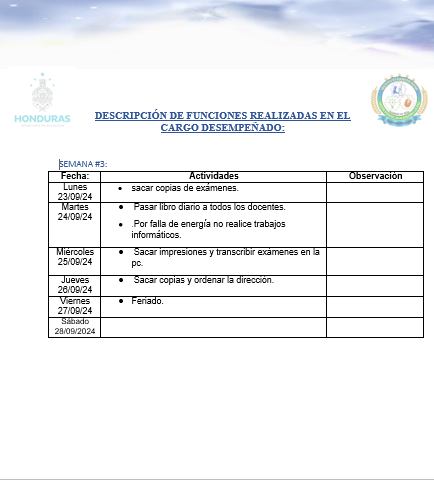 HONDURAS
DESCRIPCIÓN DE FUNCIONES REALIZADAS EN EL
CARGO DESEMPEÑADO:
SEMANA #3:
Fecha: Actividades Observación
Lunes
23/09/24
• sacar copias de exámenes.
Martes
24/09/24
• Pasar libro diario a todos los docentes.
• .Por falla de energía no realice trabajos
informáticos.
Miércoles
25/09/24
• Sacar impresiones y transcribir exámenes en la
pc.
Jueves
26/09/24
• Sacar copias y ordenar la dirección.
Viernes
27/09/24
• Feriado.
Sábado
28/09/2024